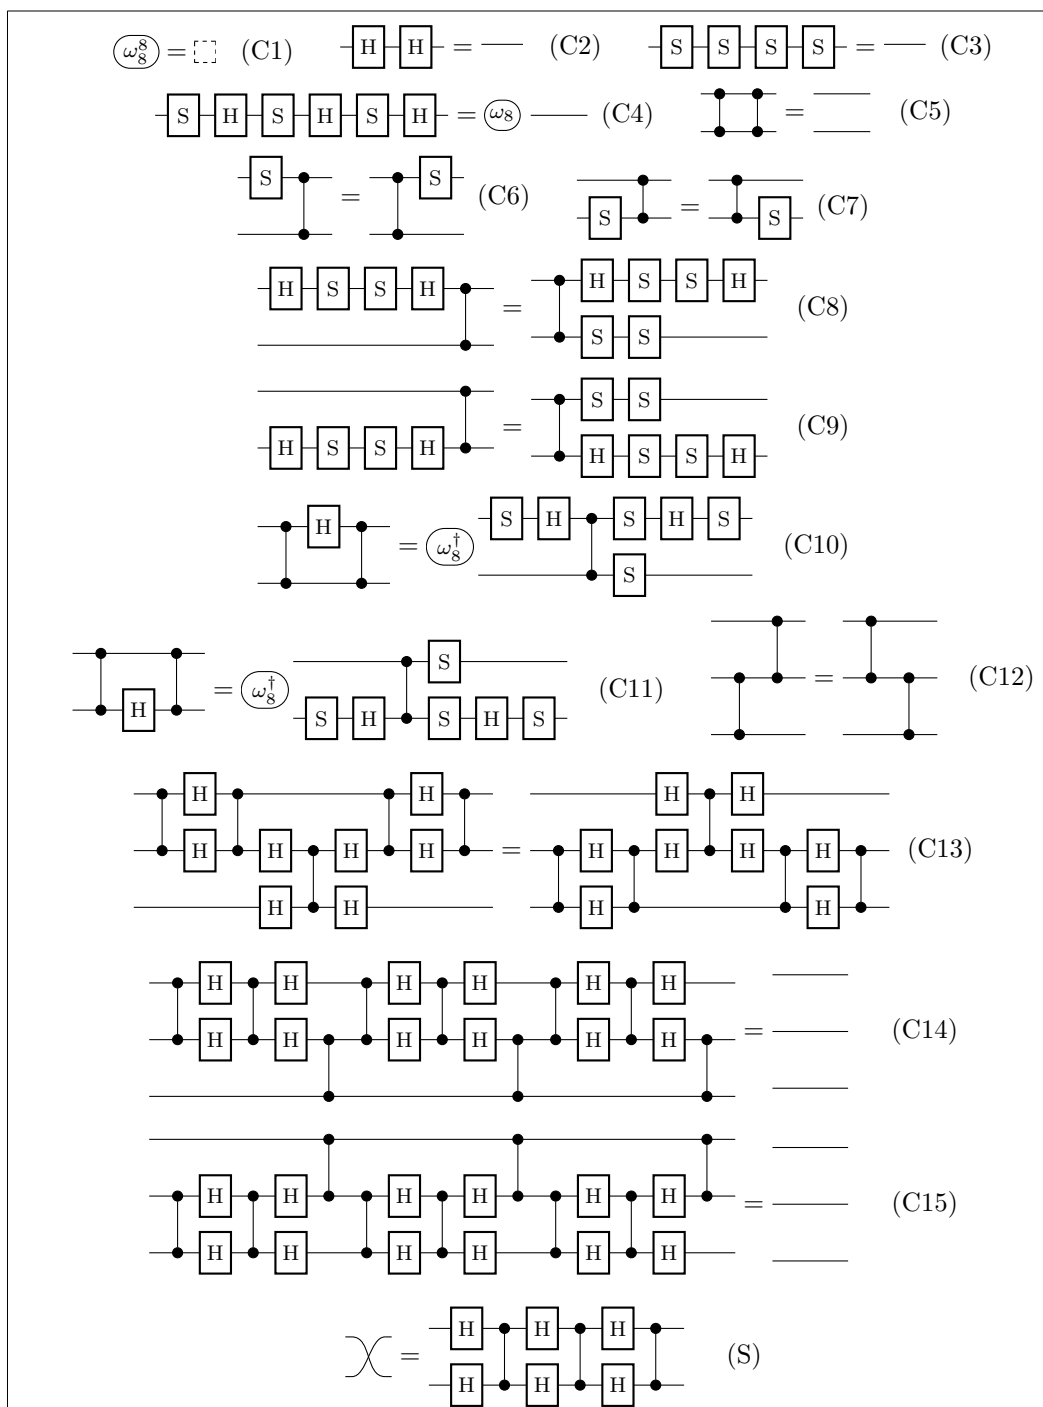 ω₈⁸ = (C1) H H = (C2) S S S S = (C3)
S H S H S H = ω₈ (C4) = (C5)
S = S (C6) S = S (C7)
H S S H = H S S H (C8)
S S
= S S (C9)
H S S H H S S H
H = ω₈† S H S H S (C10)
S
= (C12)
H = ω₈† S (C11)
S H S H S
H H H H
H H H H H = H H H H H (C13)
H H H H
H H H H H H
H H H H H H = (C14)
H H H H H H = (C15)
H H H H H H
= H H H (S)
H H H